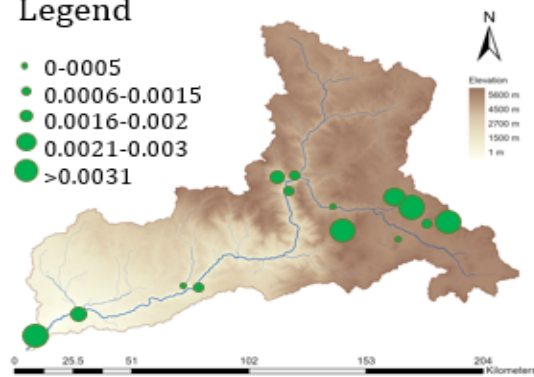 Legend
0-0005
0.0006-0.0015
0.0016-0.002
0.0021-0.003
>0.0031
N
Elevation
5600 m
4500 m
2700 m
1500 m
1 m
0 25.5 51 102 153 204
Kilometers